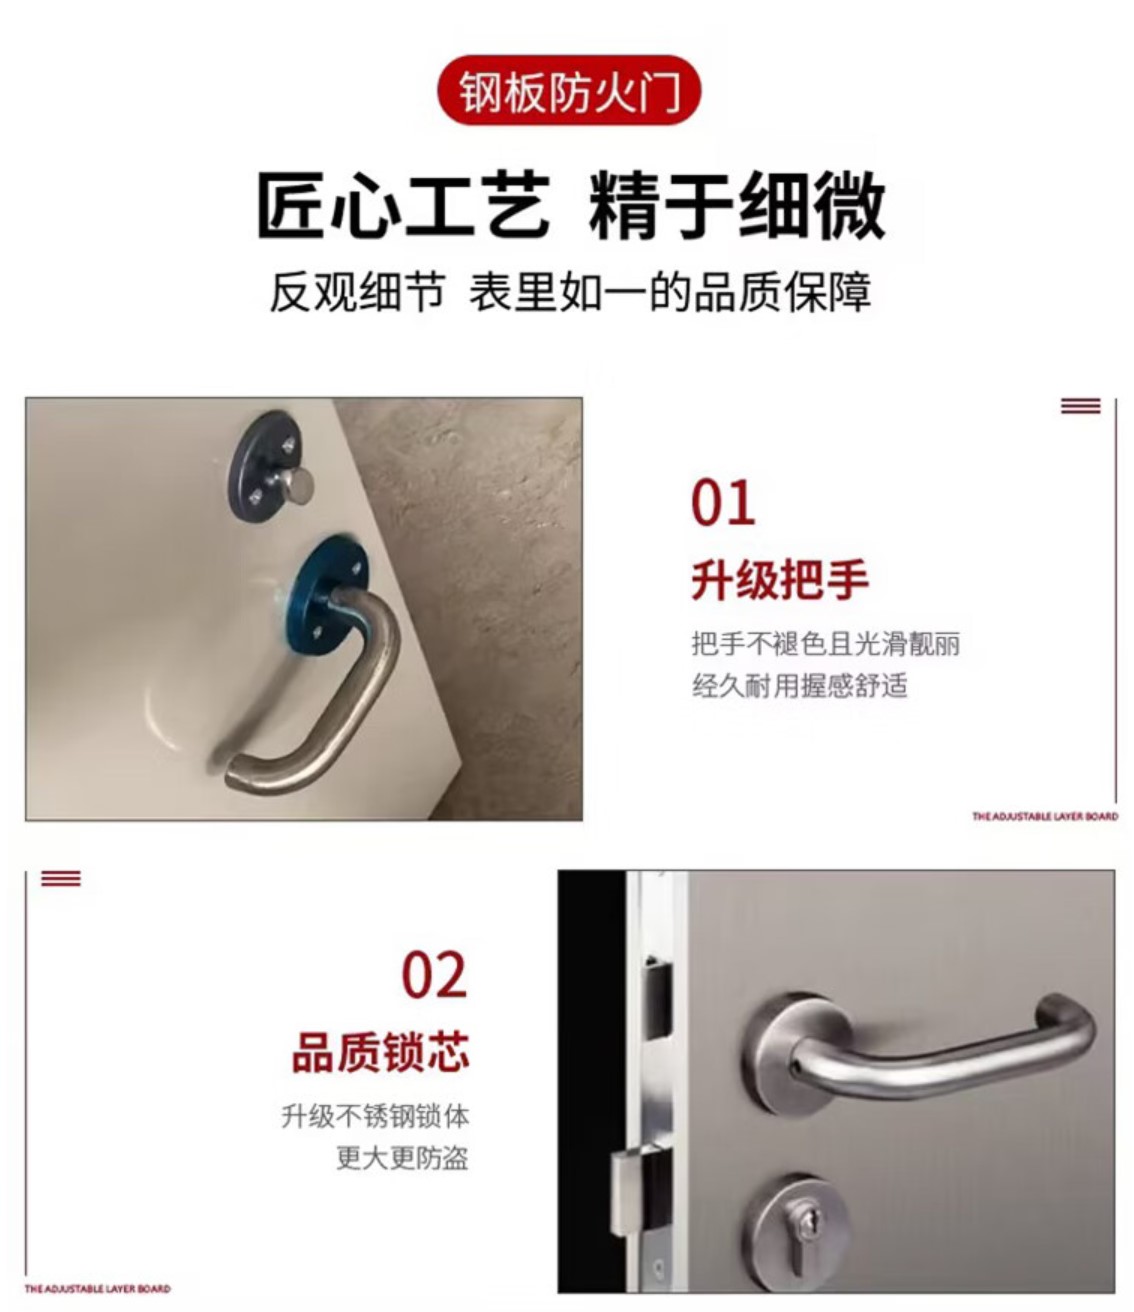 钢板防火门
匠心工艺 精于细微
反观细节 表里如一的品质保障
01
升级把手
把手不褪色且光滑靓丽
经久耐用握感舒适
THE ADJUSTABLE LAYER BOARD
02
品质锁芯
升级不锈钢锁体
更大更防盗
THE ADJUSTABLE LAYER BOARD